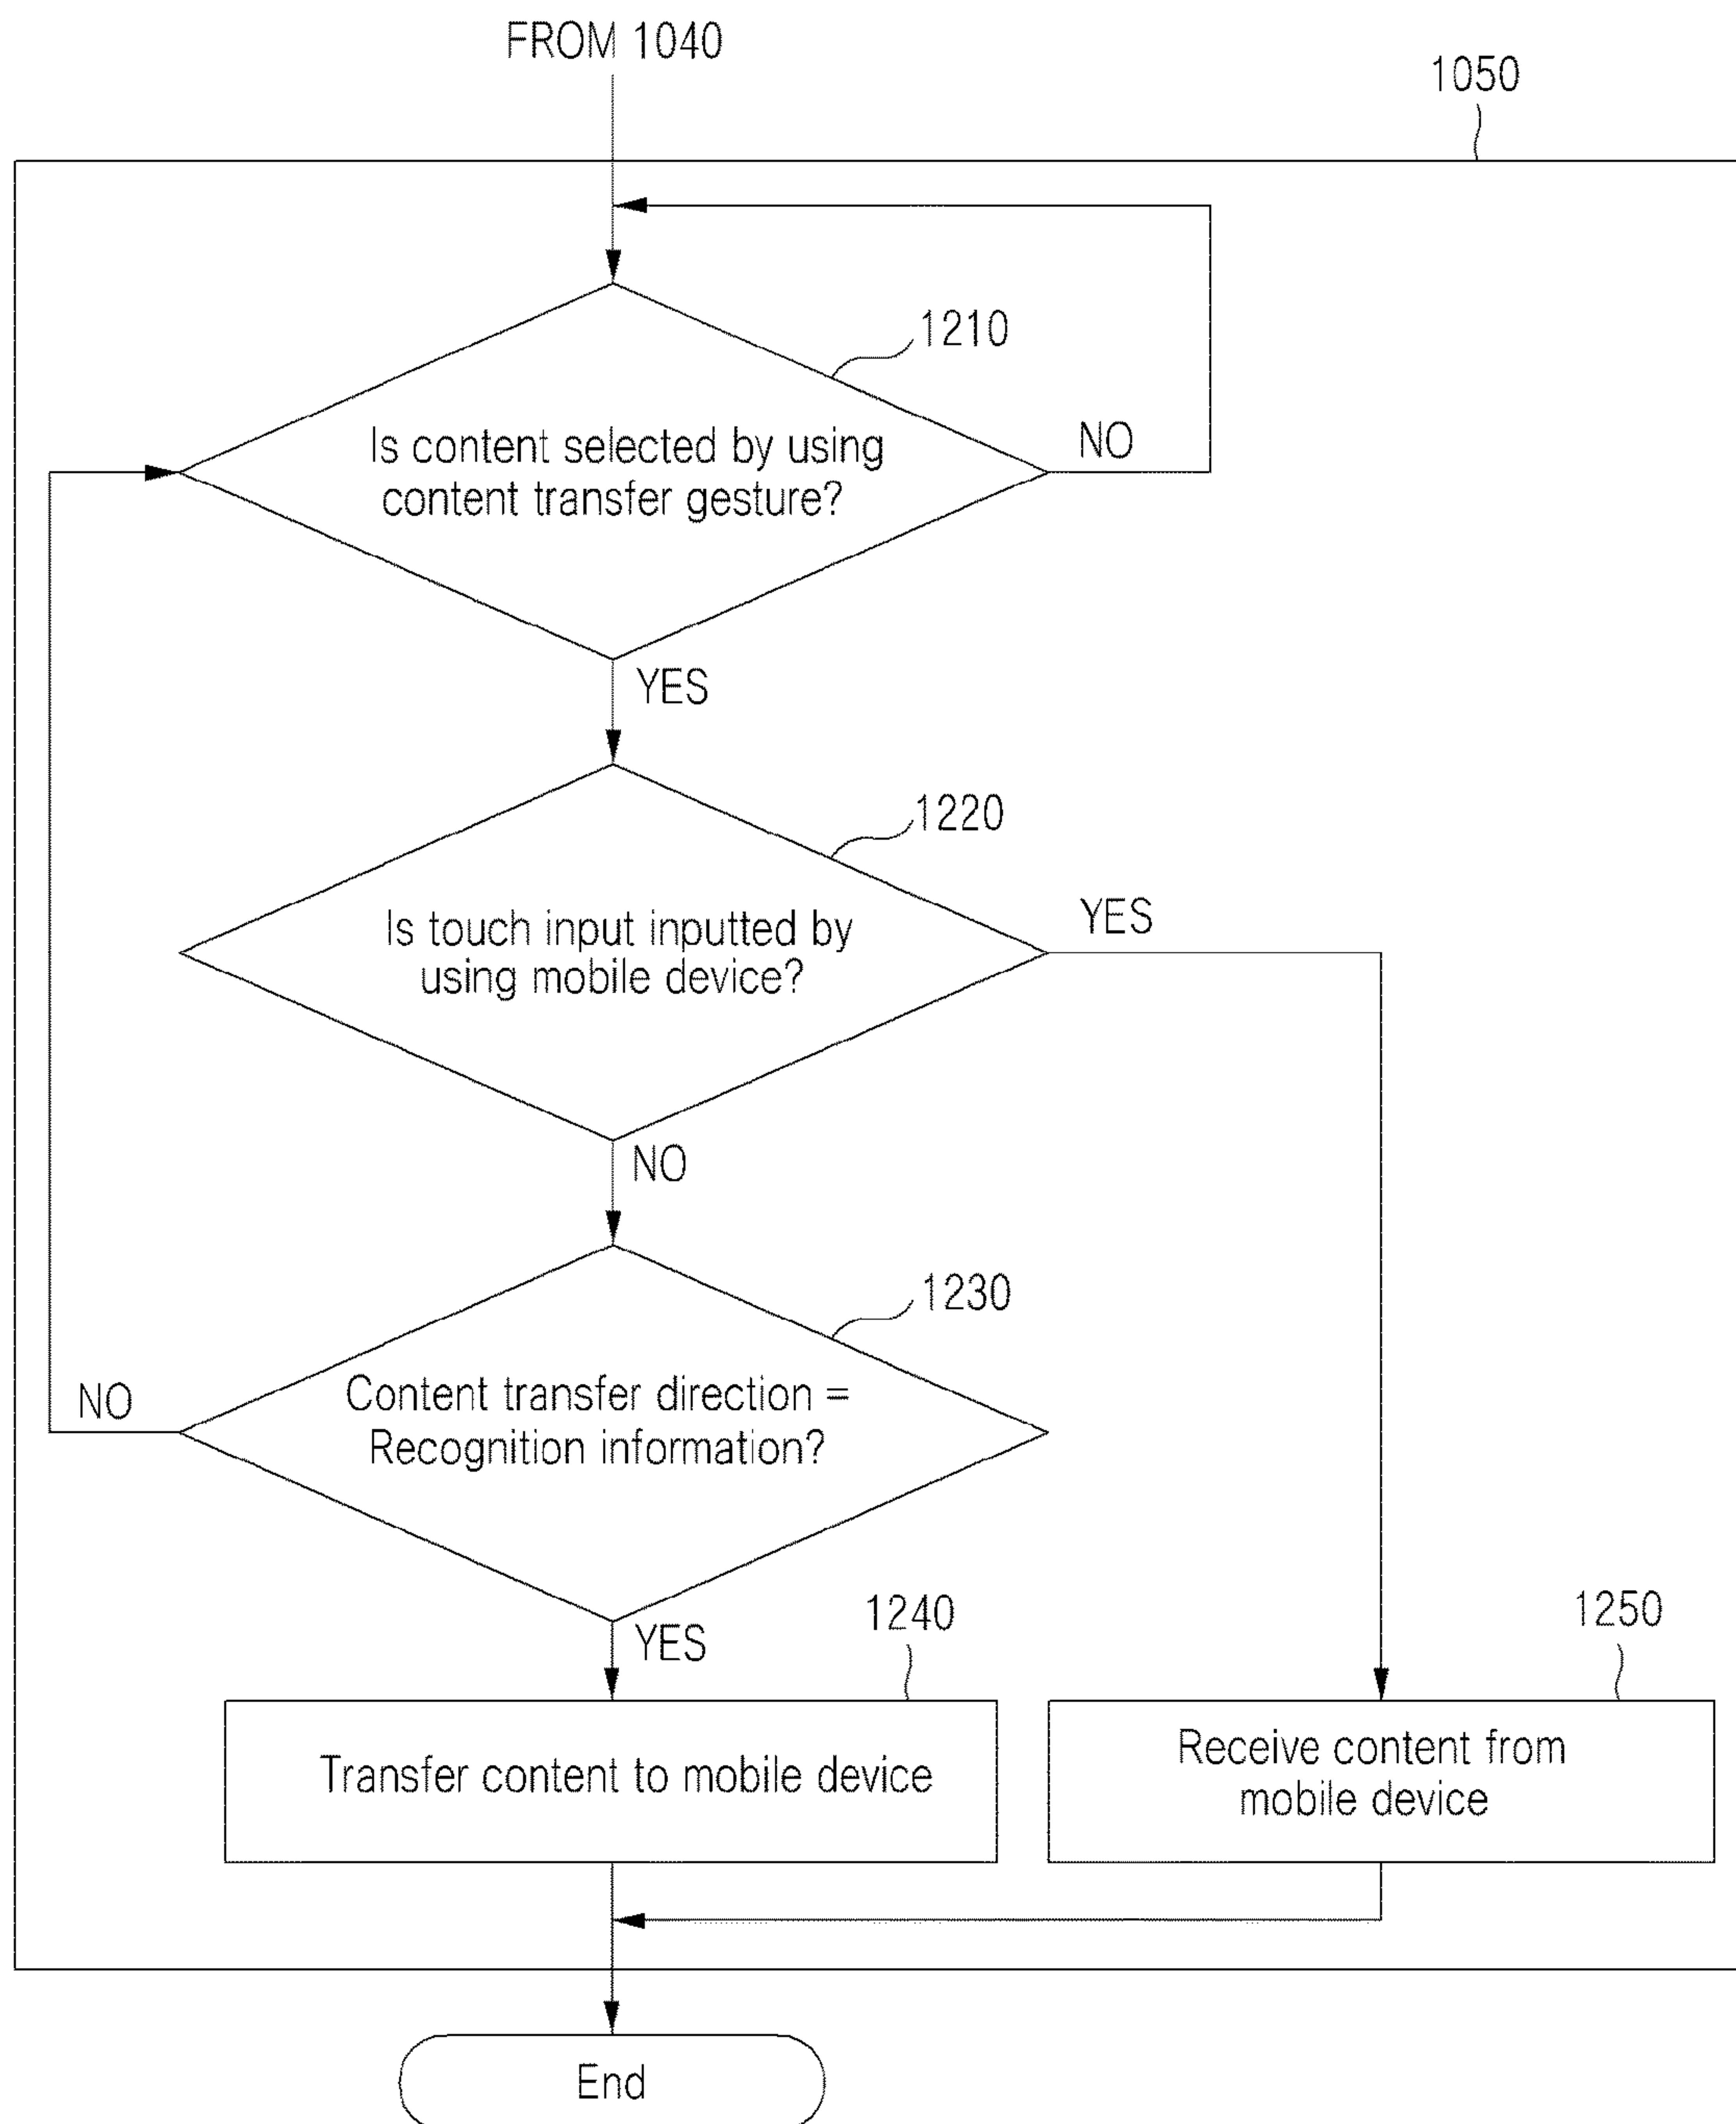 FROM 1040
1050
1210
Is content selected by using
content transfer gesture?
NO
YES
1220
Is touch input inputted by
using mobile device?
YES
NO
1230
Content transfer direction =
Recognition information?
NO
YES
1240
Transfer content to mobile device
1250
Receive content from
mobile device
End